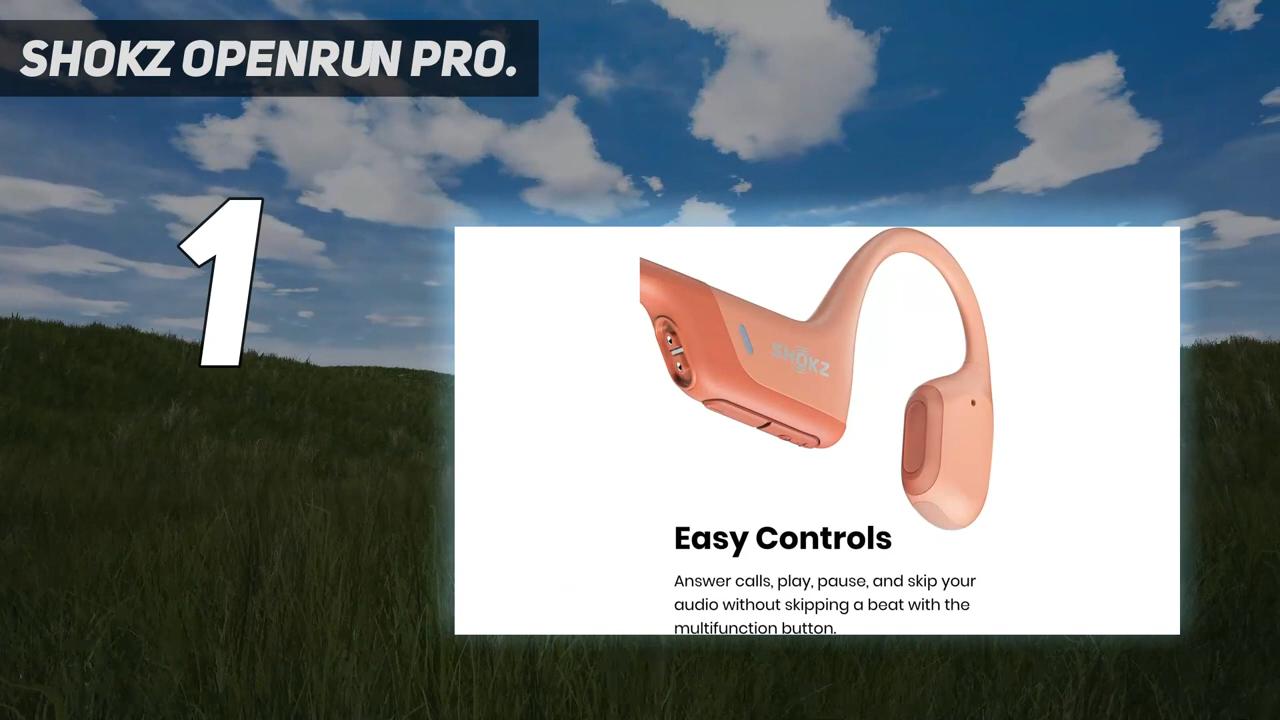 SHOKZ OPENRUN PRO.
1
SHOKZ
Easy Controls
Answer calls, play, pause, and skip your
audio without skipping a beat with the
multifunction button.